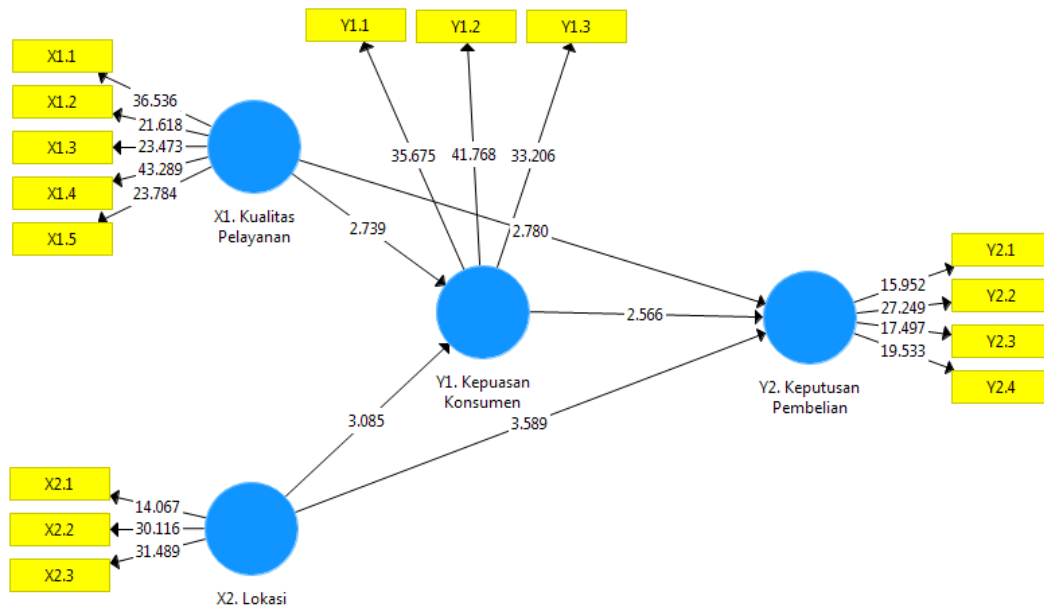 Y1.1
Y1.2
Y1.3
X1.1
X1.2
X1.3
X1.4
X1.5
36.536
21.618
23.473
43.289
23.784
X1. Kualitas
Pelayanan
35.675
41.768
33.206
2.739
2.780
Y1. Kepuasan
Konsumen
2.566
15.952
27.249
17.497
19.533
Y2.1
Y2.2
Y2.3
Y2.4
Y2. Keputusan
Pembelian
3.085
3.589
X2.1
X2.2
X2.3
14.067
30.116
31.489
X2. Lokasi